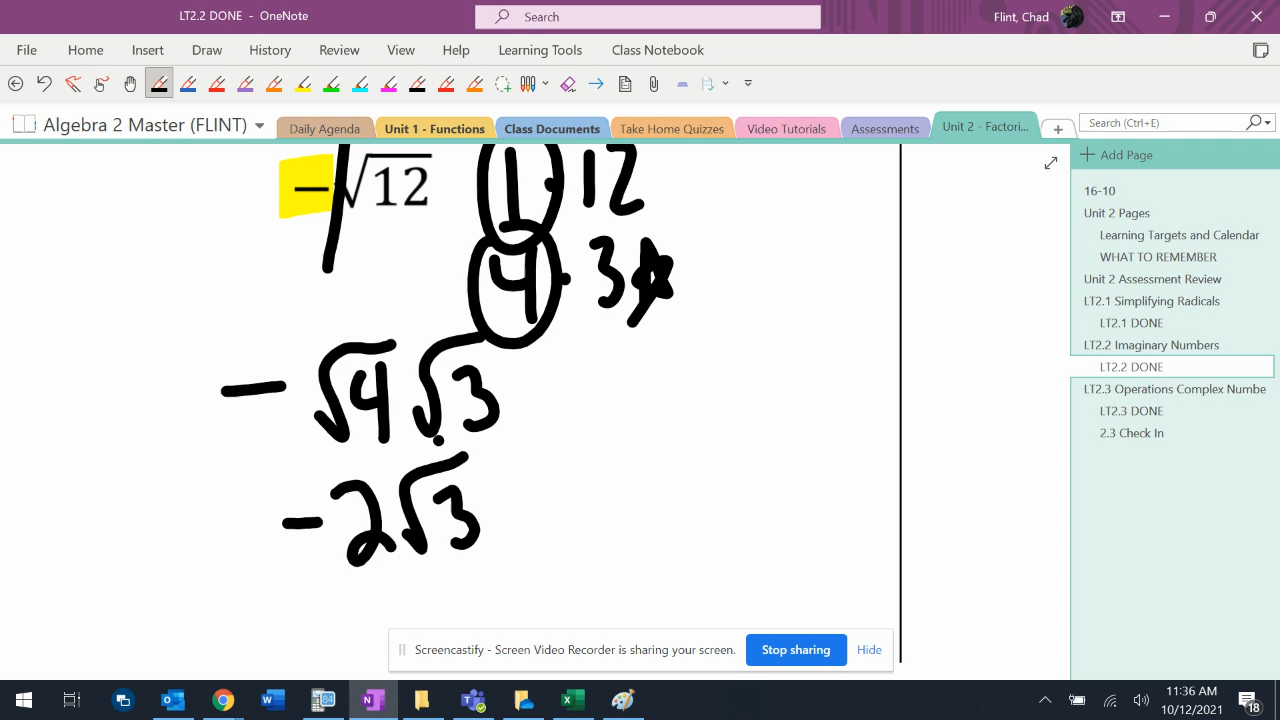 LT2.2 DONE - OneNote
Search
Flint, Chad
File Home Insert Draw History Review View Help Learning Tools Class Notebook
Algebra 2 Master (FLINT)
Daily Agenda
Unit 1 - Functions
Class Documents
Take Home Quizzes
Video Tutorials
Assessments
Unit 2 - Factori...
Search (Ctrl+E)
Add Page
16-10
Unit 2 Pages
Learning Targets and Calendar
WHAT TO REMEMBER
Unit 2 Assessment Review
LT2.1 Simplifying Radicals
LT2.1 DONE
LT2.2 Imaginary Numbers
LT2.2 DONE
LT2.3 Operations Complex Numbe
LT2.3 DONE
2.3 Check In
−√12 1·12
4·3
−√4√3
−2√3
Screencastify - Screen Video Recorder is sharing your screen.
Stop sharing
Hide
11:36 AM
10/12/2021
18